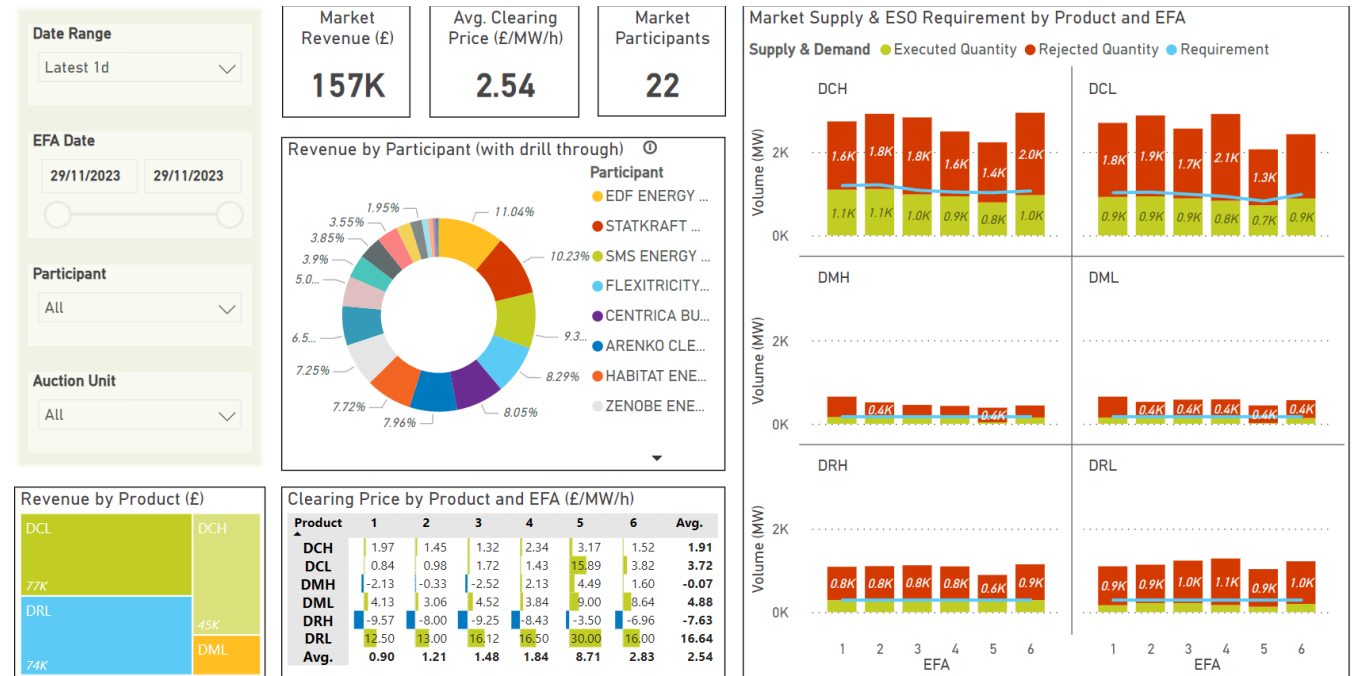 Date Range
Latest 1d
EFA Date
29/11/2023 29/11/2023
Participant
All
Auction Unit
All
Market
Revenue (£)
157K
Avg. Clearing
Price (£/MW/h)
2.54
Market
Participants
22
Revenue by Participant (with drill through)
Participant
EDF ENERGY ...
STATKRAFT ...
SMS ENERGY ...
FLEXITRICITY...
CENTRICA BU...
ARENKO CLE...
HABITAT ENE...
ZENOBE ENE...
11.04%
10.23%
9.3...
8.29%
8.05%
7.96%
7.72%
7.25%
6.5...
5.0...
3.9%
3.85%
3.55%
1.95%
Revenue by Product (£)
DCL
77K
DRL
74K
DCH
45K
DML
Clearing Price by Product and EFA (£/MW/h)
Product 1 2 3 4 5 6 Avg.
DCH 1.97 1.45 1.32 2.34 3.17 1.52 1.91
DCL 0.84 0.98 1.72 1.43 15.89 3.82 3.72
DMH -2.13 -0.33 -2.52 2.13 4.49 1.60 -0.07
DML 4.13 3.06 4.52 3.84 9.00 8.64 4.88
DRH -9.57 -8.00 -9.25 -8.43 -3.50 -6.96 -7.63
DRL 12.50 13.00 16.12 16.50 30.00 16.00 16.64
Avg. 0.90 1.21 1.48 1.84 8.71 2.83 2.54
Market Supply & ESO Requirement by Product and EFA
Supply & Demand Executed Quantity Rejected Quantity Requirement
DCH
Volume (MW)
2K
0K
1.6K 1.8K 1.8K 1.6K 1.4K 2.0K
1.1K 1.1K 1.0K 0.9K 0.8K 1.0K
DCL
1.8K 1.9K 1.7K 2.1K 1.3K
0.9K 0.9K 0.9K 0.8K 0.7K 0.9K
DMH
Volume (MW)
2K
0K
0.4K 0.4K
DML
0.4K 0.4K 0.4K 0.4K 0.4K
DRH
Volume (MW)
2K
0K
0.8K 0.8K 0.8K 0.8K 0.6K 0.9K
DRL
0.9K 0.9K 1.0K 1.1K 0.9K 1.0K
1 2 3 4 5 6
EFA
1 2 3 4 5 6
EFA